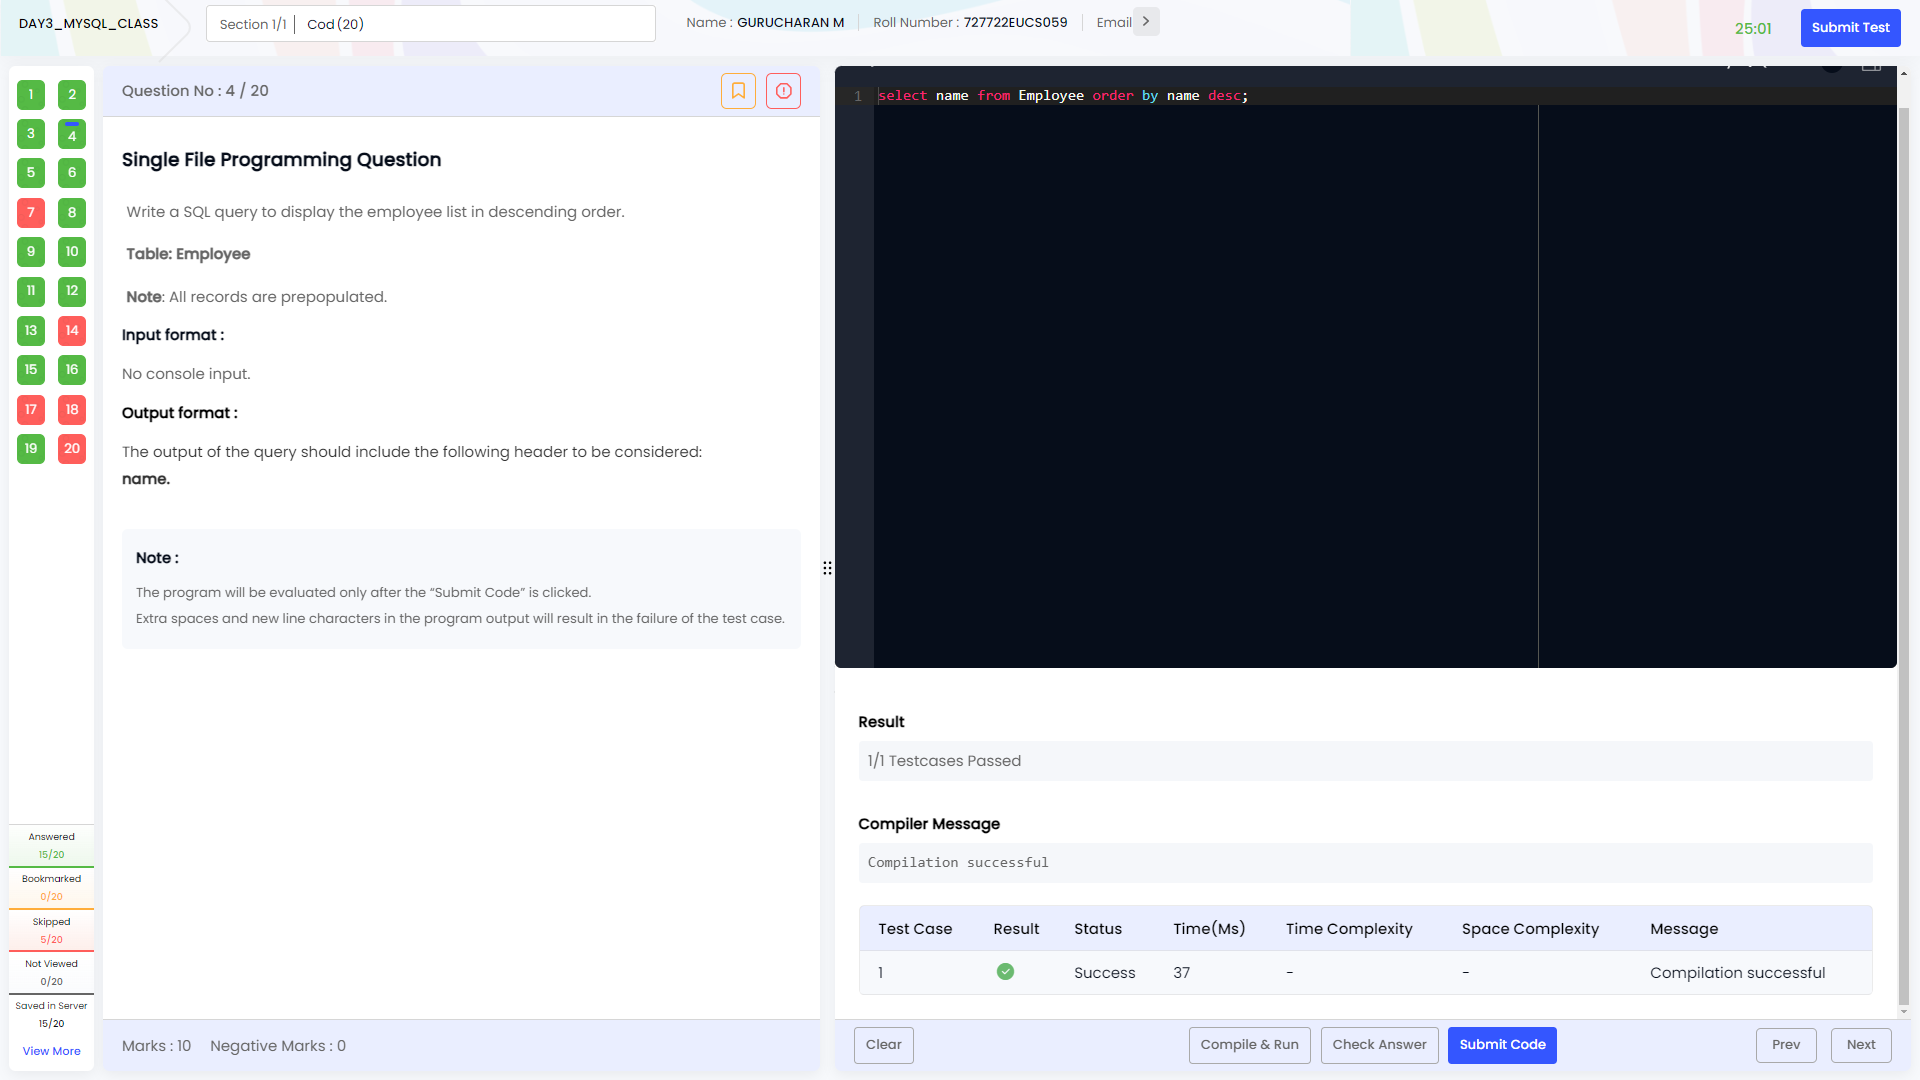 DAY3_MYSQL_CLASS
Section 1/1 | Cod (20)
Name : GURUCHARAN M
Roll Number : 727722EUCS059
Email
25:01
Submit Test
1 2
3 4
5 6
7 8
9 10
11 12
13 14
15 16
17 18
19 20
Answered
15/20
Bookmarked
0/20
Skipped
5/20
Not Viewed
0/20
Saved in Server
15/20
View More
Question No : 4 / 20
Single File Programming Question
Write a SQL query to display the employee list in descending order.
Table: Employee
Note: All records are prepopulated.
Input format :
No console input.
Output format :
The output of the query should include the following header to be considered:
name.
Note :
The program will be evaluated only after the “Submit Code” is clicked.
Extra spaces and new line characters in the program output will result in the failure of the test case.
Marks : 10 Negative Marks : 0
1 select name from Employee order by name desc;
Result
1/1 Testcases Passed
Compiler Message
Compilation successful
Test Case Result Status Time(Ms) Time Complexity Space Complexity Message
1 Success 37 - - Compilation successful
Clear
Compile & Run
Check Answer
Submit Code
Prev
Next